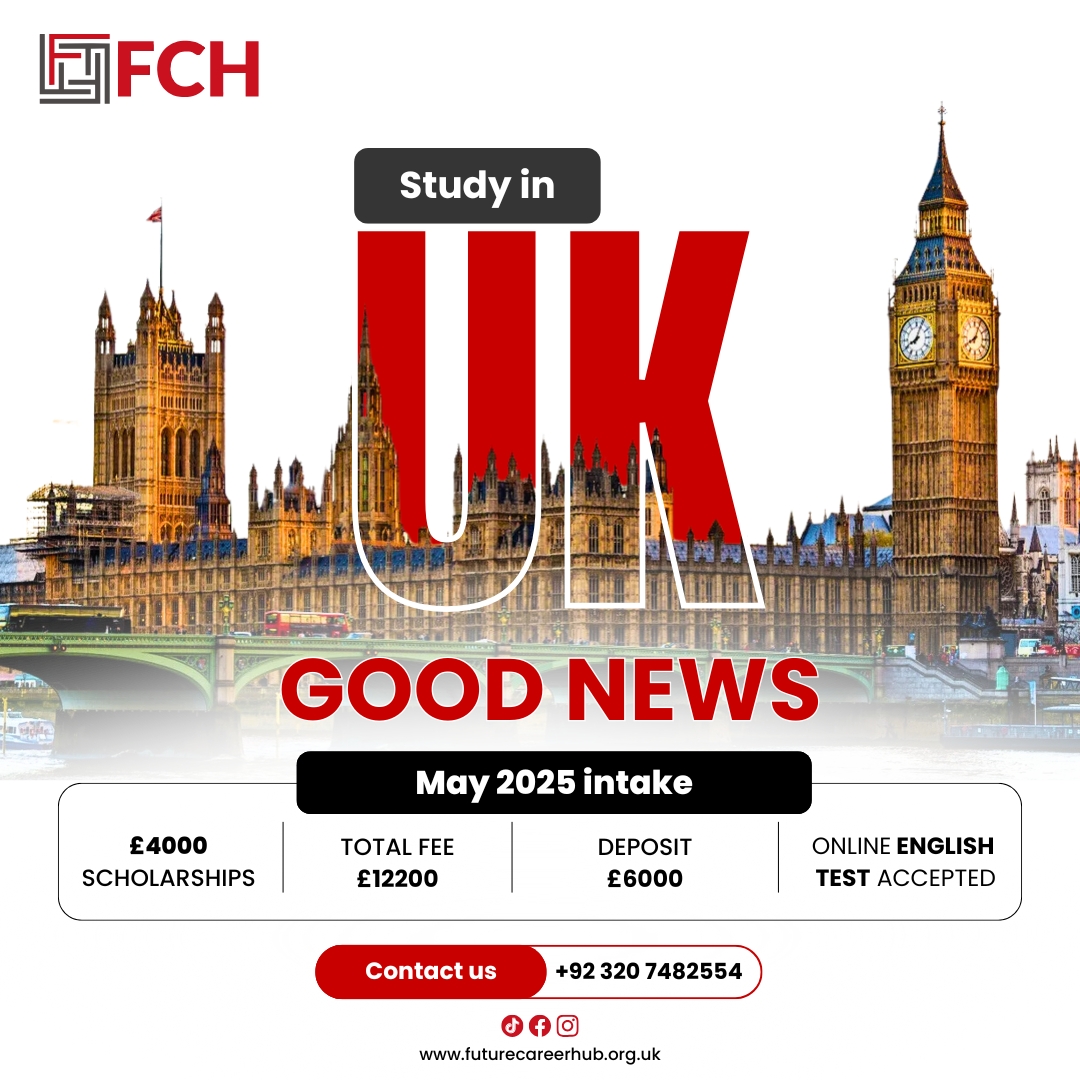 FCH
Study in
UK
GOOD NEWS
May 2025 intake
£4000
SCHOLARSHIPS
TOTAL FEE
£12200
DEPOSIT
£6000
ONLINE ENGLISH
TEST ACCEPTED
Contact us
+92 320 7482554
www.futurecareerhub.org.uk